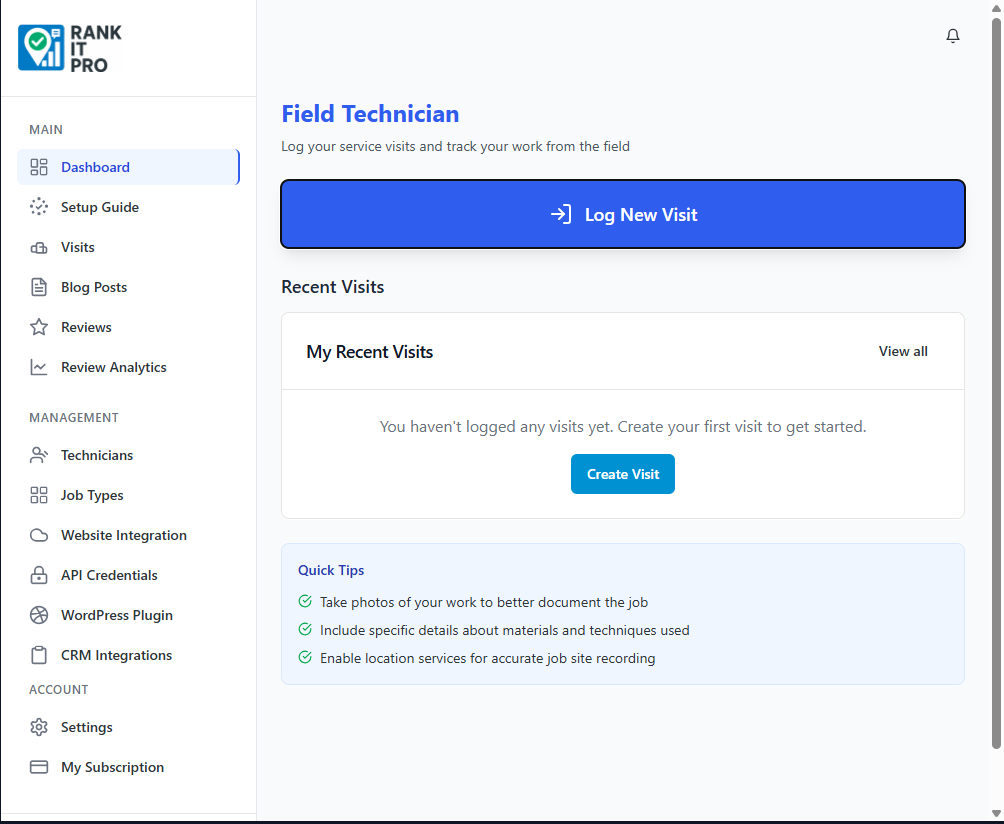 RANK
IT
PRO
MAIN
Dashboard
Setup Guide
Visits
Blog Posts
Reviews
Review Analytics
MANAGEMENT
Technicians
Job Types
Website Integration
API Credentials
WordPress Plugin
CRM Integrations
ACCOUNT
Settings
My Subscription
Field Technician
Log your service visits and track your work from the field
Log New Visit
Recent Visits
My Recent Visits
View all
You haven't logged any visits yet. Create your first visit to get started.
Create Visit
Quick Tips
Take photos of your work to better document the job
Include specific details about materials and techniques used
Enable location services for accurate job site recording